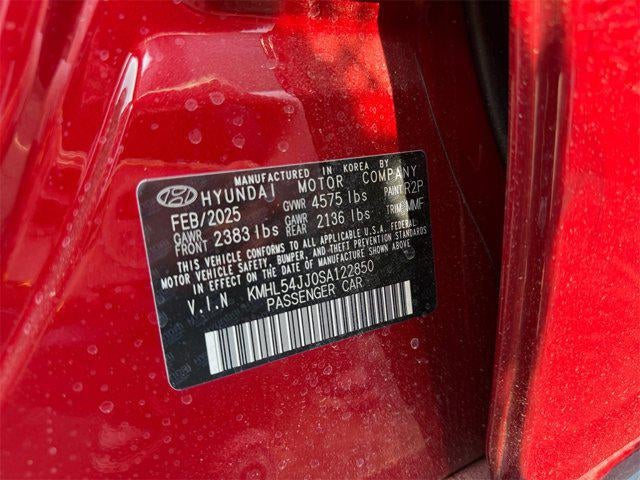 MANUFACTURED IN KOREA BY
HYUNDAI MOTOR COMPANY
FEB/2025 GVWR 4575 lbs PAINT R2P
GAWR FRONT 2383 lbs GAWR REAR 2136 lbs TRIM MMF
THIS VEHICLE CONFORMS TO ALL APPLICABLE U.S.A. FEDERAL
MOTOR VEHICLE SAFETY, BUMPER, AND THEFT PREVENTION STANDARDS
IN EFFECT ON THE DATE OF MANUFACTURE SHOWN ABOVE
V.I.N KMHL54JJ0SA122850
PASSENGER CAR